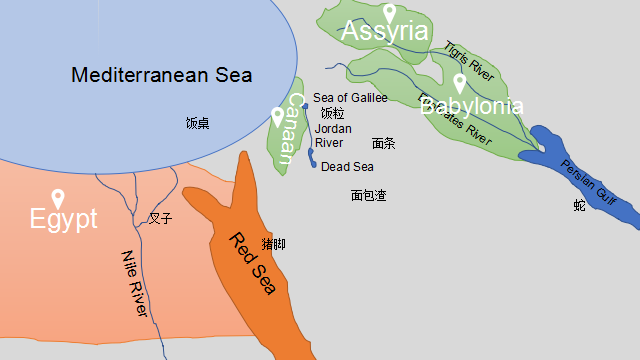 Assyria
Tigris River
Mediterranean Sea
Babylonia
Euphrates River
Canaan
Sea of Galilee
饭粒
饭桌
Jordan
River
面条
Dead Sea
Persian Gulf
面包渣
蛇
Egypt
叉子
猪脚
Red Sea
Nile River